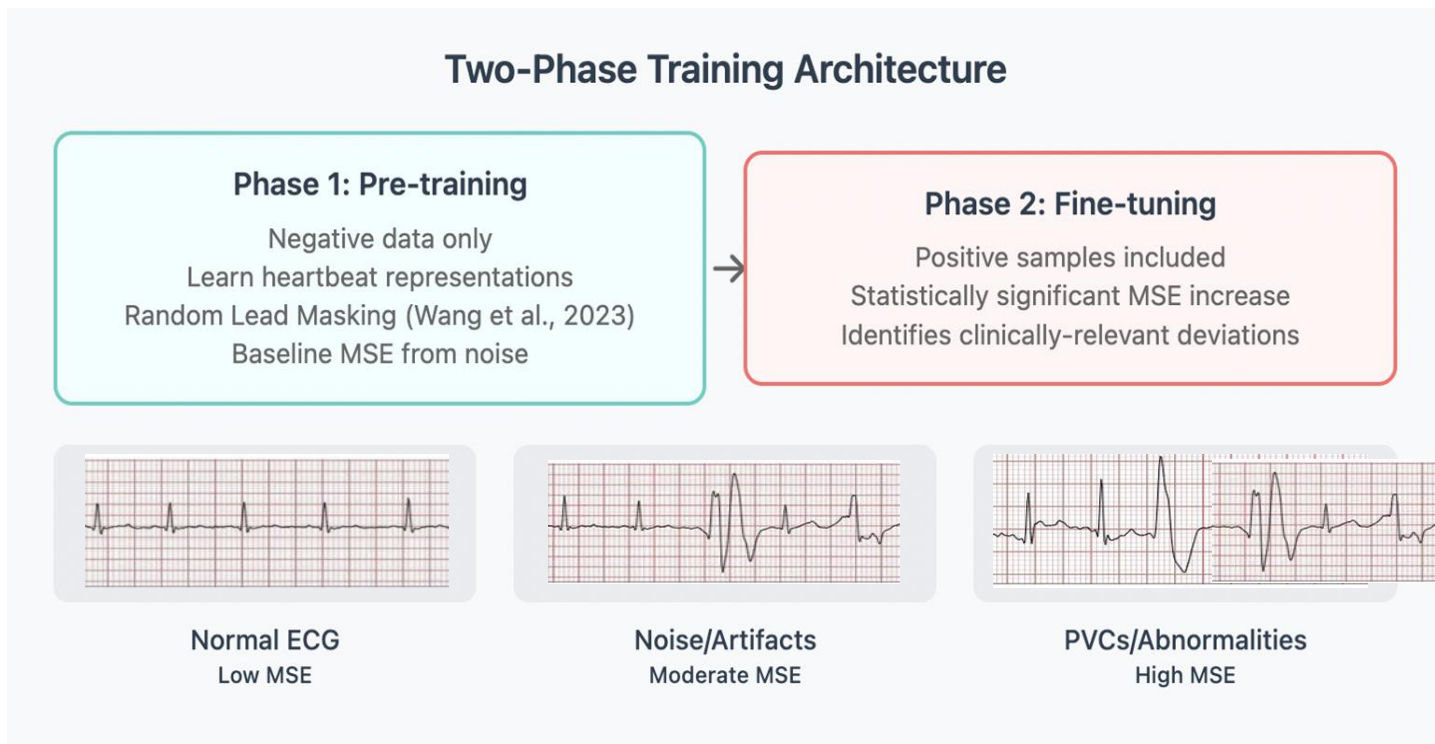 Two-Phase Training Architecture
Phase 1: Pre-training
Negative data only
Learn heartbeat representations
Random Lead Masking (Wang et al., 2023)
Baseline MSE from noise
Phase 2: Fine-tuning
Positive samples included
Statistically significant MSE increase
Identifies clinically-relevant deviations
Normal ECG
Low MSE
Noise/Artifacts
Moderate MSE
PVCs/Abnormalities
High MSE